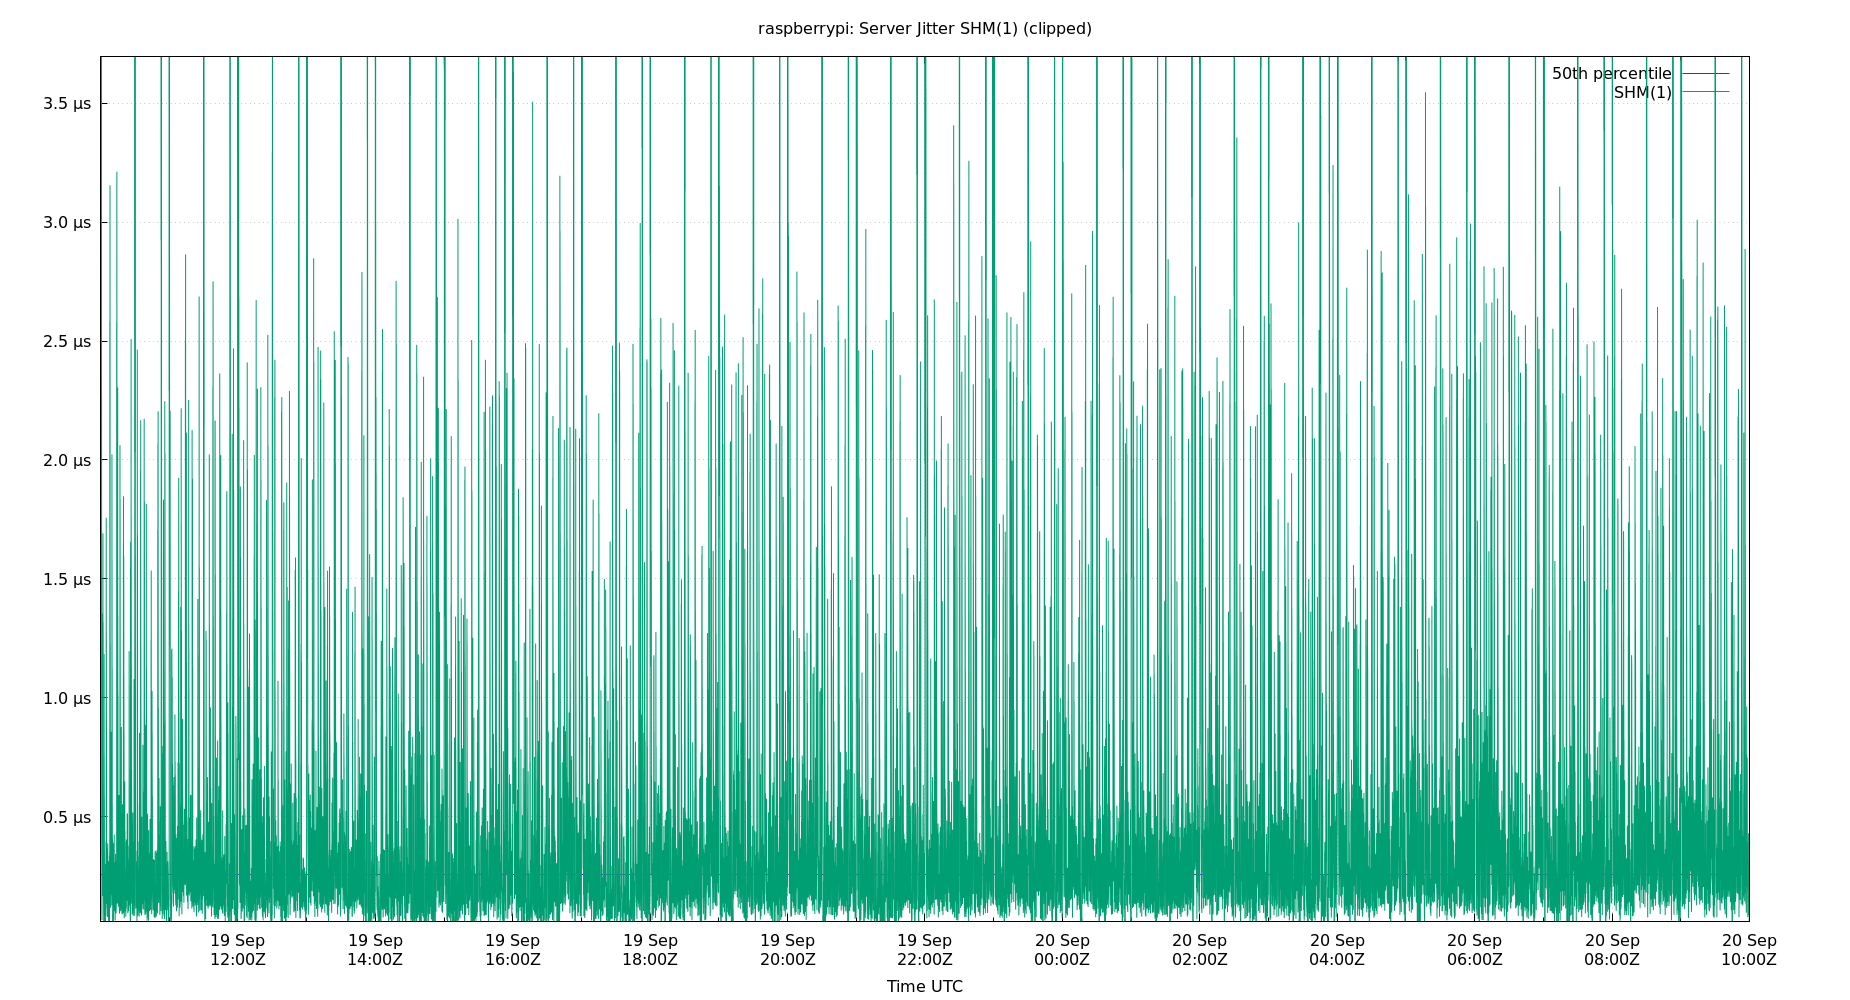 raspberrypi: Server Jitter SHM(1) (clipped)
50th percentile
SHM(1)
3.5 µs
3.0 µs
2.5 µs
2.0 µs
1.5 µs
1.0 µs
0.5 µs
19 Sep 19 Sep 19 Sep 19 Sep 19 Sep 19 Sep 20 Sep 20 Sep 20 Sep 20 Sep 20 Sep 20 Sep
12:00Z 14:00Z 16:00Z 18:00Z 20:00Z 22:00Z 00:00Z 02:00Z 04:00Z 06:00Z 08:00Z 10:00Z
Time UTC